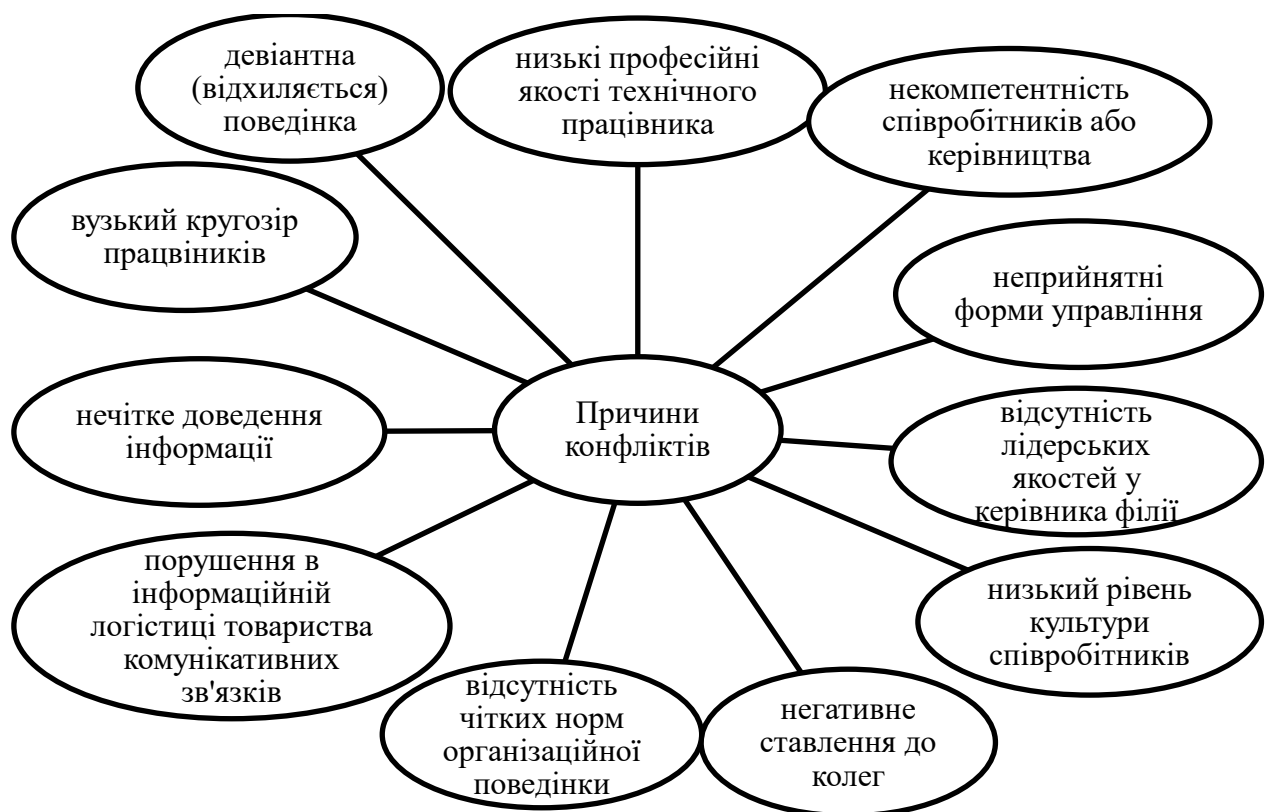 девіантна
(відхиляється)
поведінка
низькі професійні
якості технічного
працівника
некомпетентність
співробітників або
керівництва
вузький кругозір
працвіників
неприйнятні
форми управління
нечітке доведення
інформації
Причини
конфліктів
відсутність
лідерських
якостей у
керівника філії
порушення в
інформаційній
логістиці товариства
комунікативних
зв'язків
низький рівень
культури
співробітників
відсутність
чітких норм
організаційної
поведінки
негативне
ставлення до
колег